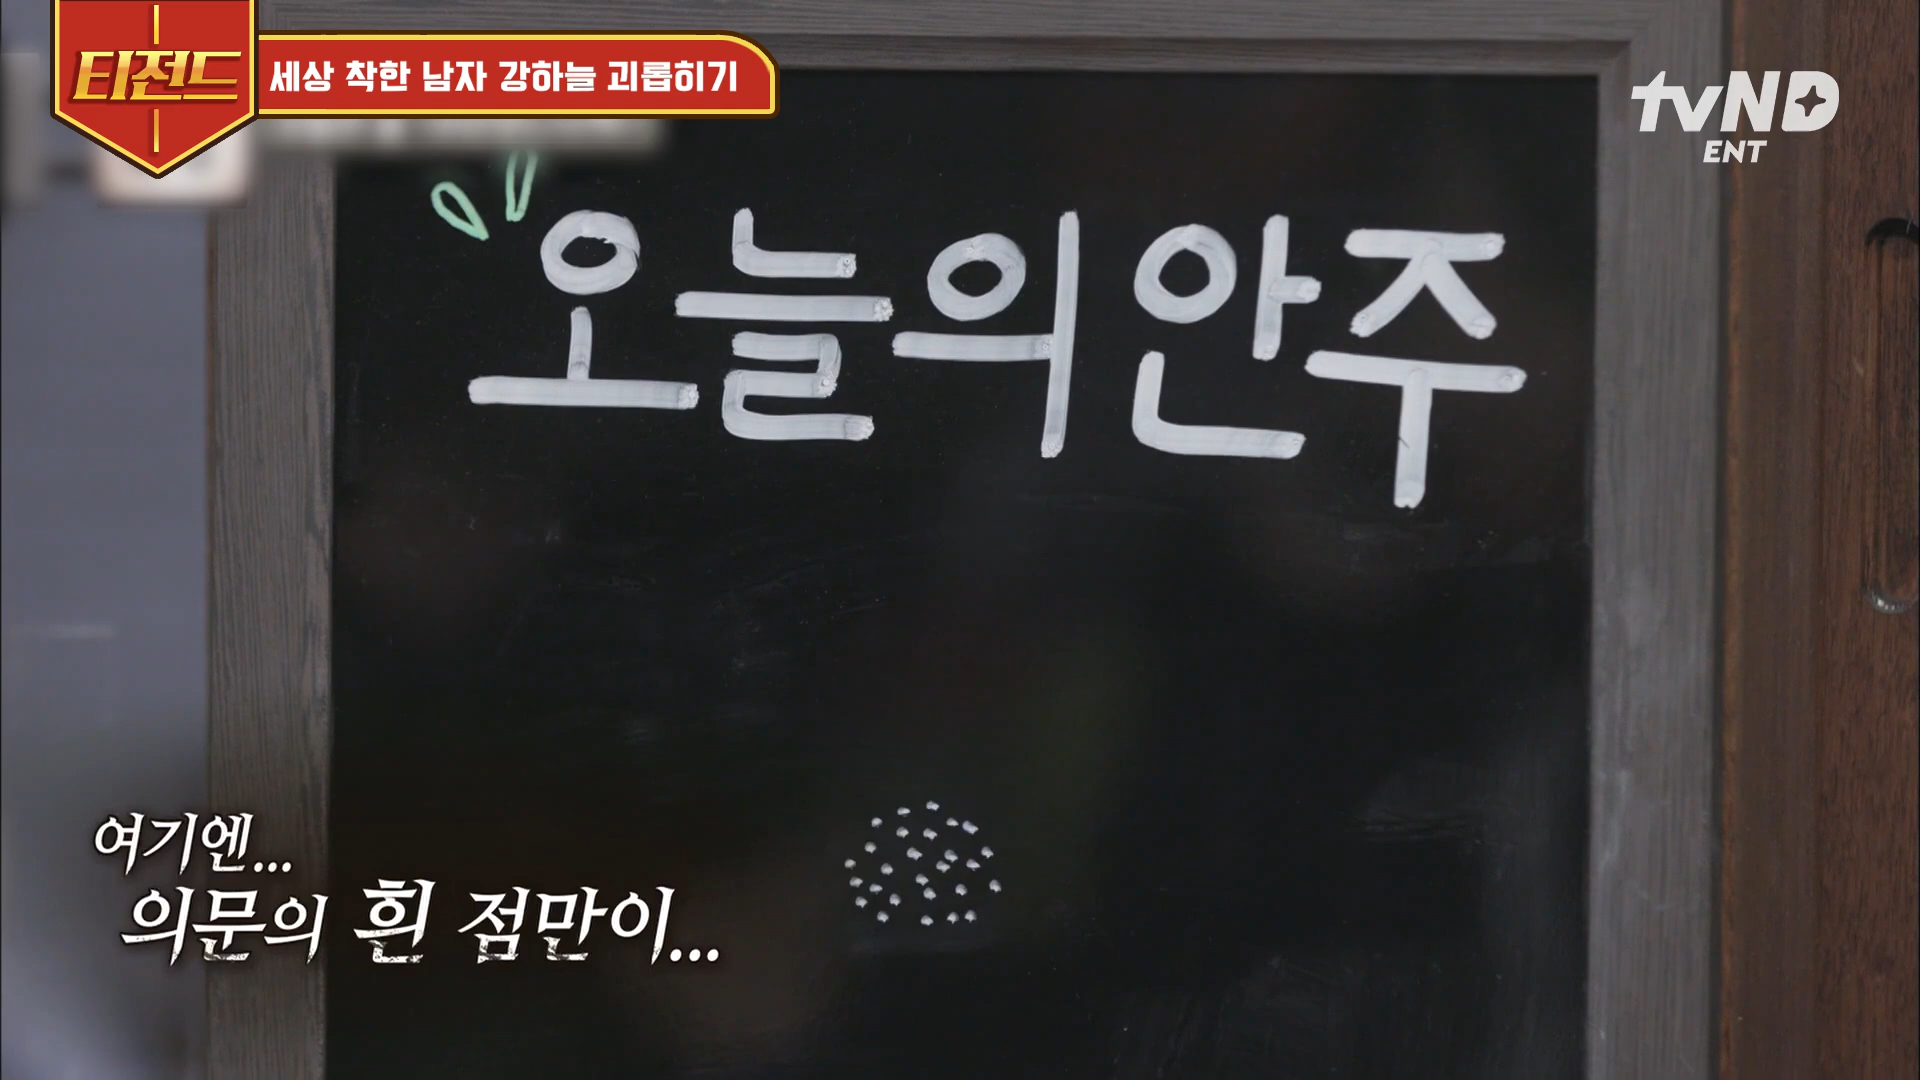 티전드
세상 착한 남자 강하늘 괴롭히기
tvND
ENT
오늘의안주
여기엔...
의문의 흰 점만이...